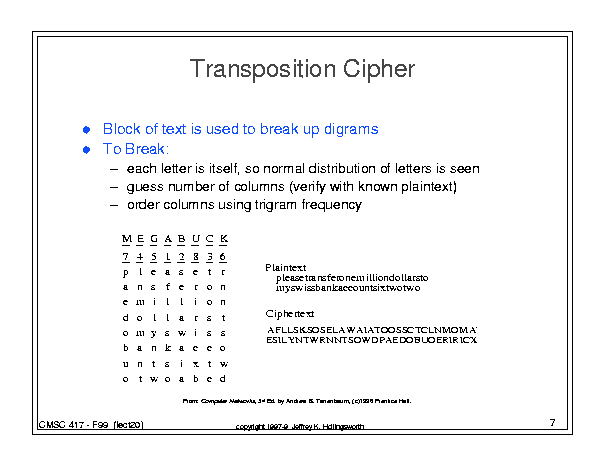 Transposition Cipher
● Block of text is used to break up digrams
● To Break:
– each letter is itself, so normal distribution of letters is seen
– guess number of columns (verify with known plaintext)
– order columns using trigram frequency
M E G A B U C K
7 4 5 1 2 8 3 6
p l e a s e t r
a n s f e r o n
e m i l l i o n
d o l l a r s t
o m y s w i s s
b a n k a c c o
u n t s i x t w
o t w o a b c d
Plaintext
pleasetransferonemilliondollarsto
myswissbankaccountsixtwotwo
Ciphertext
AFLLSKSOSELAWAIATOOSSCTCLNMOMANT
ESILYNTWRNNTSOWDPAEDOBUOERIRICXB
From: Computer Networks, 3rd Ed. by Andrew S. Tanenbaum, (c)1996 Prentice Hall.
CMSC 417 - F99 (lect20)
copyright 1997-9 Jeffrey K. Hollingsworth
7